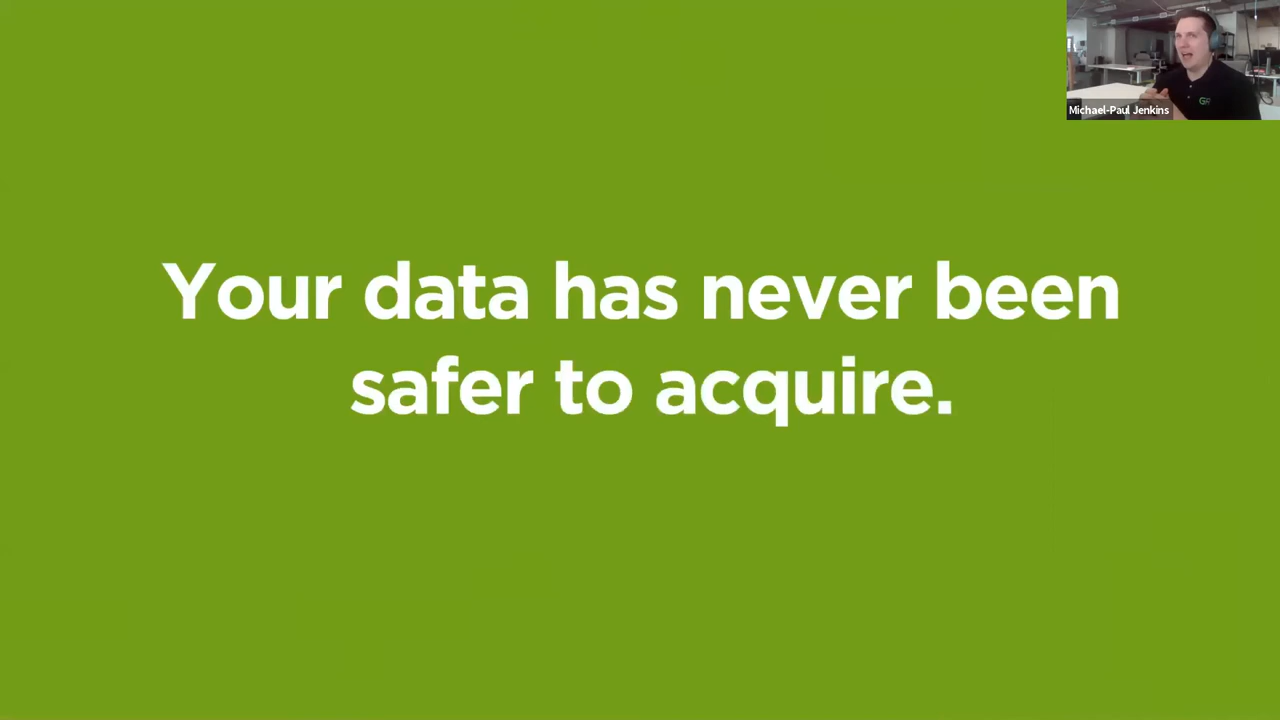 Michael-Paul Jenkins
Your data has never been
safer to acquire.